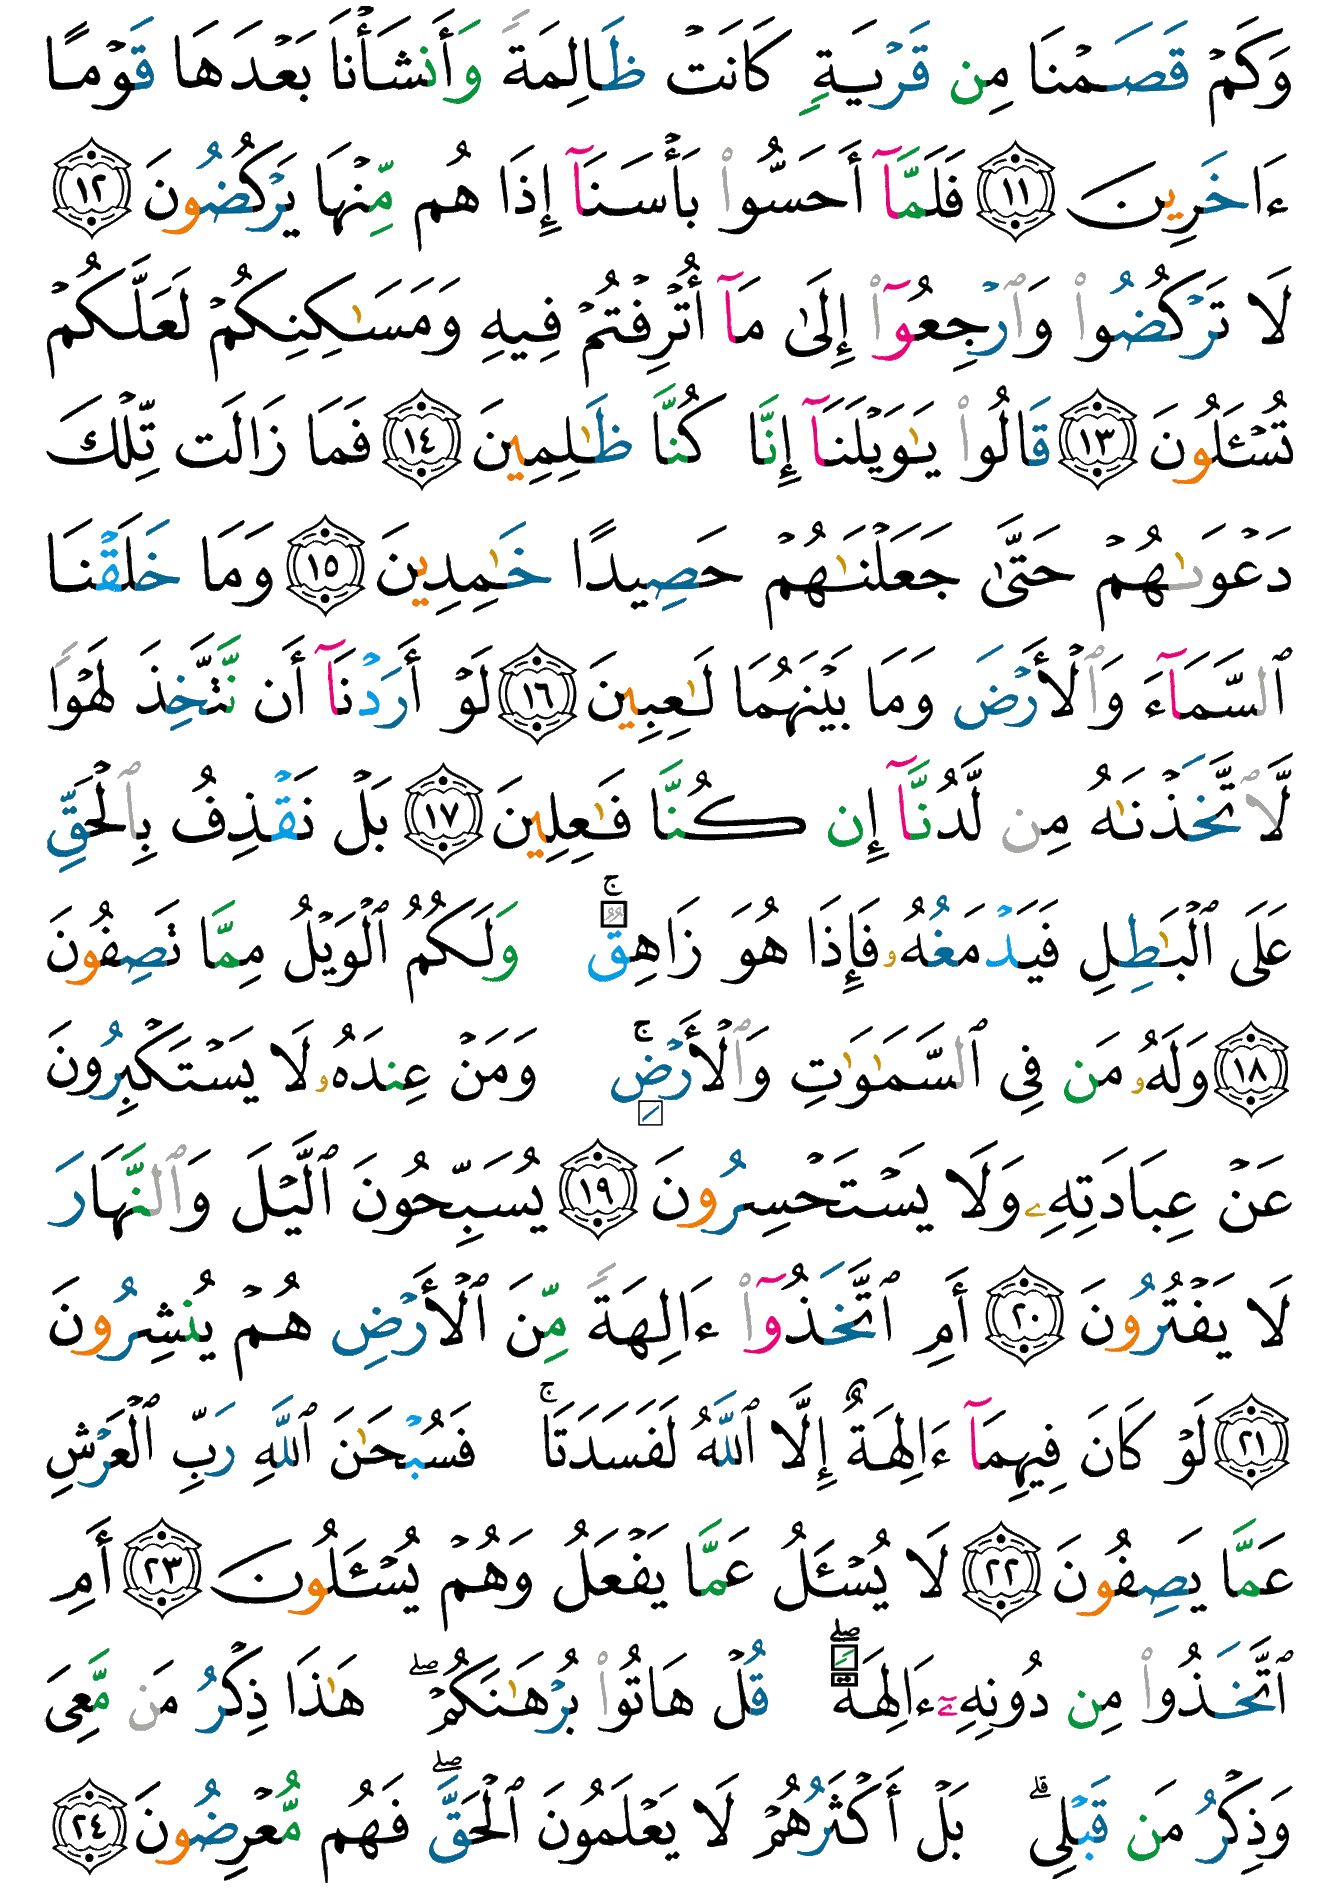 وَكَمۡ قَصَمۡنَا مِن قَرۡيَةٖ كَانَتۡ ظَالِمَةٗ وَأَنشَأۡنَا بَعۡدَهَا قَوۡمًا
ءَاخَرِينَ ١١ فَلَمَّآ أَحَسُّواْ بَأۡسَنَآ إِذَا هُم مِّنۡهَا يَرۡكُضُونَ ١٢
لَا تَرۡكُضُواْ وَٱرۡجِعُوٓاْ إِلَىٰ مَآ أُتۡرِفۡتُمۡ فِيهِ وَمَسَٰكِنِكُمۡ لَعَلَّكُمۡ
تُسۡـَٔلُونَ ١٣ قَالُواْ يَٰوَيۡلَنَآ إِنَّا كُنَّا ظَٰلِمِينَ ١٤ فَمَا زَالَت تِّلۡكَ
دَعۡوَىٰهُمۡ حَتَّىٰ جَعَلۡنَٰهُمۡ حَصِيدًا خَٰمِدِينَ ١٥ وَمَا خَلَقۡنَا
ٱلسَّمَآءَ وَٱلۡأَرۡضَ وَمَا بَيۡنَهُمَا لَٰعِبِينَ ١٦ لَوۡ أَرَدۡنَآ أَن نَّتَّخِذَ لَهۡوٗا
لَّٱتَّخَذۡنَٰهُ مِن لَّدُنَّآ إِن كُنَّا فَٰعِلِينَ ١٧ بَلۡ نَقۡذِفُ بِٱلۡحَقِّ
عَلَى ٱلۡبَٰطِلِ فَيَدۡمَغُهُۥ فَإِذَا هُوَ زَاهِقٞۚ وَلَكُمُ ٱلۡوَيۡلُ مِمَّا تَصِفُونَ
١٨ وَلَهُۥ مَن فِي ٱلسَّمَٰوَٰتِ وَٱلۡأَرۡضِۚ وَمَنۡ عِندَهُۥ لَا يَسۡتَكۡبِرُونَ
عَنۡ عِبَادَتِهِۦ وَلَا يَسۡتَحۡسِرُونَ ١٩ يُسَبِّحُونَ ٱلَّيۡلَ وَٱلنَّهَارَ
لَا يَفۡتُرُونَ ٢٠ أَمِ ٱتَّخَذُوٓاْ ءَالِهَةٗ مِّنَ ٱلۡأَرۡضِ هُمۡ يُنشِرُونَ
٢١ لَوۡ كَانَ فِيهِمَآ ءَالِهَةٌ إِلَّا ٱللَّهُ لَفَسَدَتَاۚ فَسُبۡحَٰنَ ٱللَّهِ رَبِّ ٱلۡعَرۡشِ
عَمَّا يَصِفُونَ ٢٢ لَا يُسۡـَٔلُ عَمَّا يَفۡعَلُ وَهُمۡ يُسۡـَٔلُونَ ٢٣ أَمِ
ٱتَّخَذُواْ مِن دُونِهِۦٓ ءَالِهَةٗۖ قُلۡ هَاتُواْ بُرۡهَٰنَكُمۡۖ هَٰذَا ذِكۡرُ مَن مَّعِيَ
وَذِكۡرُ مَن قَبۡلِيۚ بَلۡ أَكۡثَرُهُمۡ لَا يَعۡلَمُونَ ٱلۡحَقَّۖ فَهُم مُّعۡرِضُونَ ٢٤